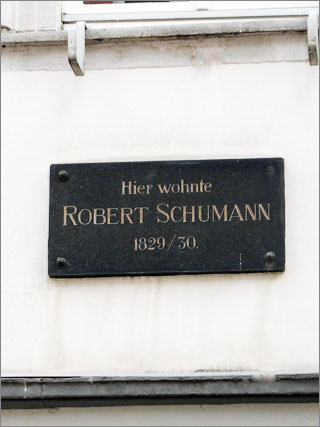 Hier wohnte
ROBERT SCHUMANN
1829/30.